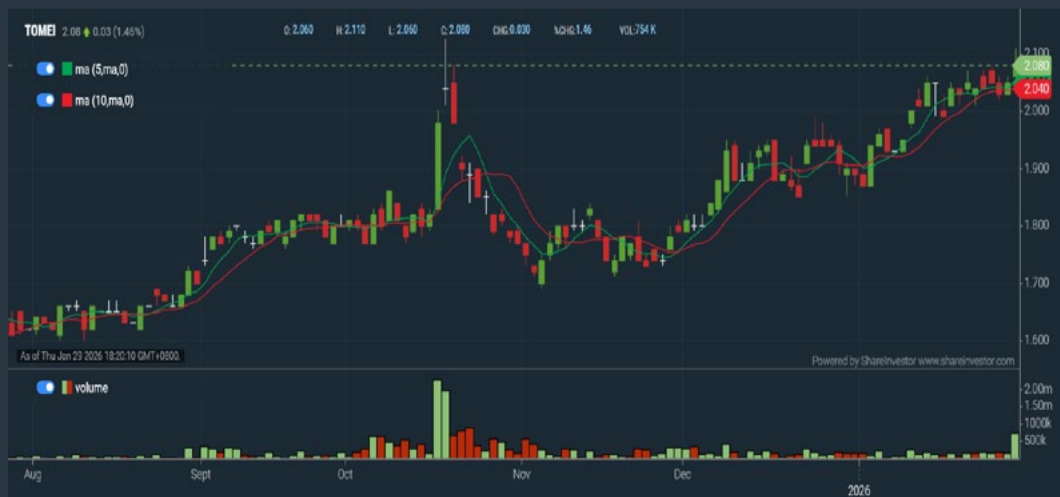 TOMEI 2.08 0.03 (1.46%) O: 2.060 H: 2.110 L: 2.060 C: 2.080 CHG:0.030 %CHG:1.46 VOL:754 K
ma (5,ma,0)
ma (10,ma,0)
2.100
2.080
2.040
2.000
1.900
1.800
1.700
1.600
As of Thu Jan 29 2026 18:20:10 GMT+0800.
Powered by ShareInvestor www.shareinvestor.com
volume
2.00m
1.50m
1000k
500k
Aug Sept Oct Nov Dec 2026